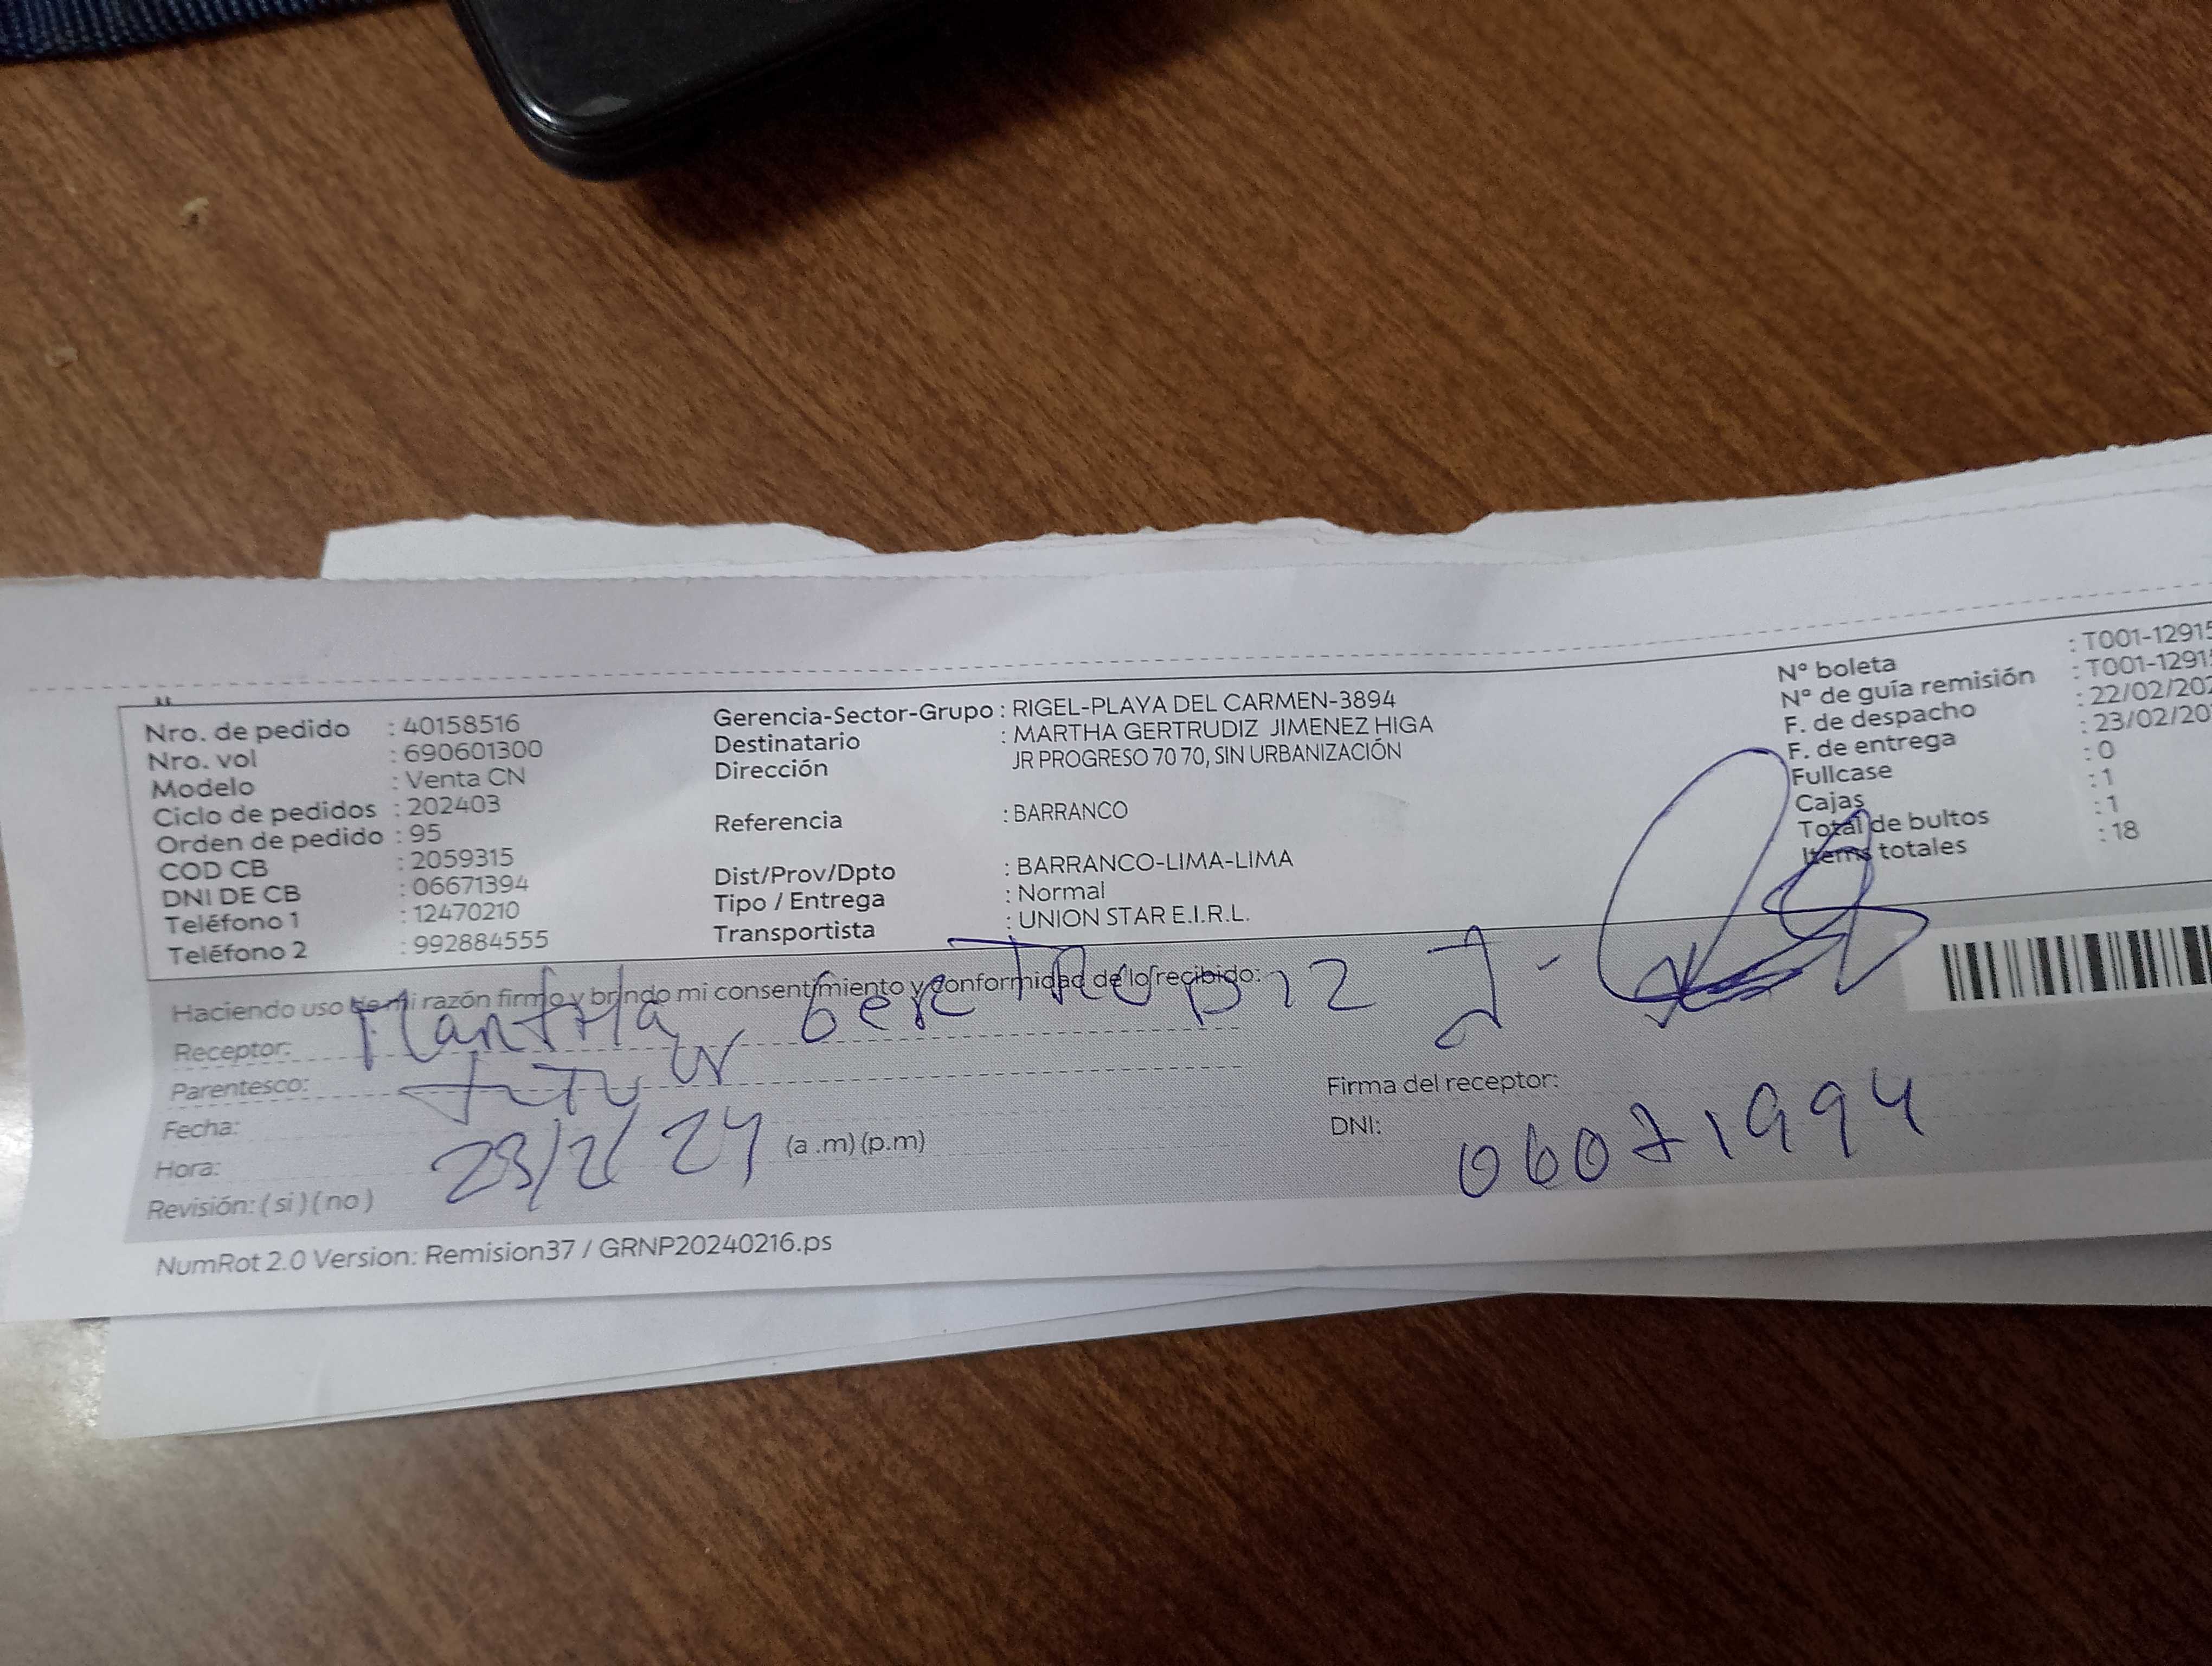 Nro. de pedido : 40158516
Nro. vol : 690601300
Modelo : Venta CN
Ciclo de pedidos : 202403
Orden de pedido : 95
COD CB : 2059315
DNI DE CB : 06671394
Teléfono 1 : 12470210
Teléfono 2 : 992884555
Gerencia-Sector-Grupo : RIGEL-PLAYA DEL CARMEN-3894
Destinatario : MARTHA GERTRUDIZ JIMENEZ HIGA
Dirección JR PROGRESO 70 70, SIN URBANIZACIÓN
Referencia : BARRANCO
Dist/Prov/Dpto : BARRANCO-LIMA-LIMA
Tipo / Entrega : Normal
Transportista : UNION STAR E.I.R.L.
N° boleta : T001-12915
N° de guía remisión : T001-1291
F. de despacho : 22/02/202
F. de entrega : 23/02/20
Fullcase : 0
Cajas : 1
Total de bultos : 1
Items totales : 18
Haciendo uso de mi razón firmo y brindo mi consentimiento y conformidad de lo recibido:
Receptor: Martha GerTRUDiz J-
Parentesco:
Fecha: 23/2/24
Hora: (a .m) (p.m)
Revisión: ( si ) ( no )
Firma del receptor:
DNI: 06071994
NumRot 2.0 Version: Remision37 / GRNP20240216.ps